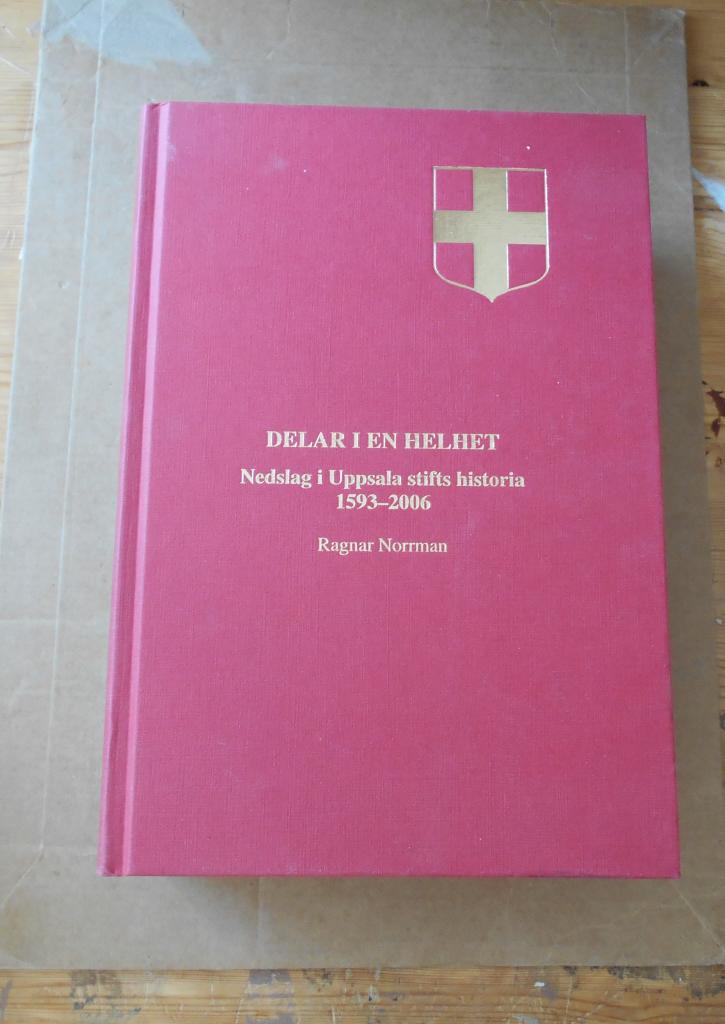 DELAR I EN HELHET
Nedslag i Uppsala stifts historia
1593–2006
Ragnar Norrman